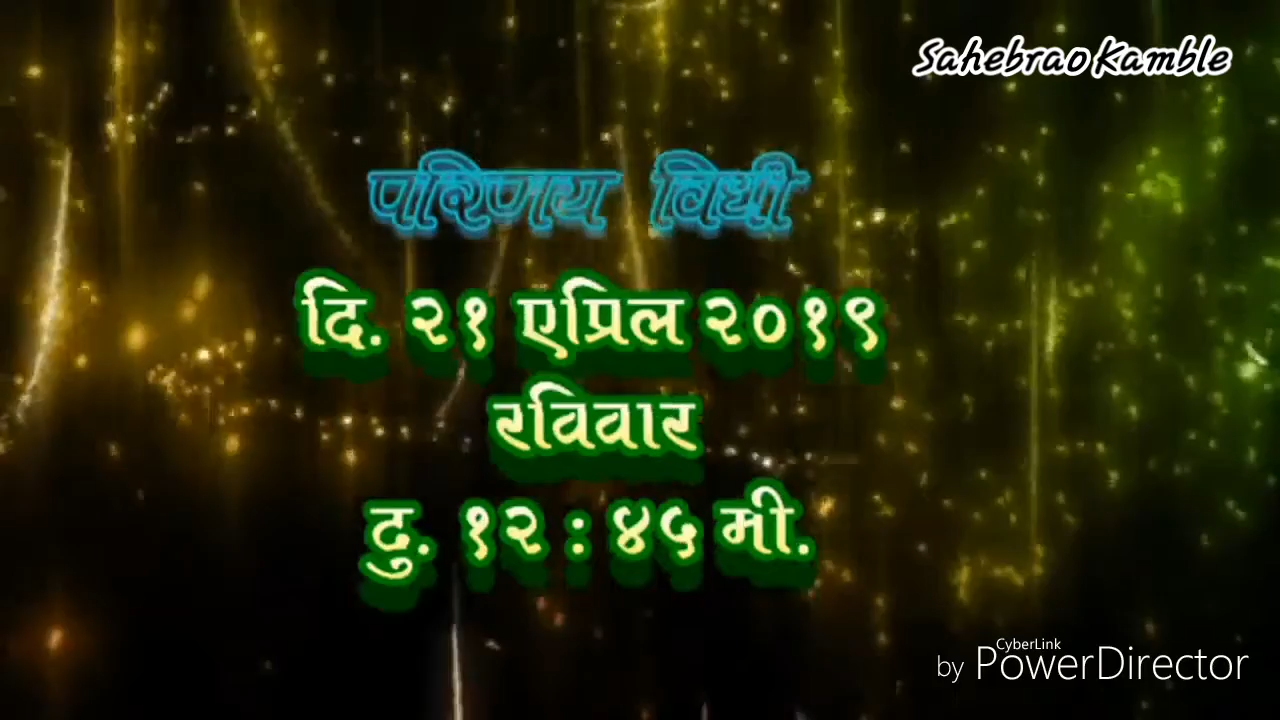 Sahebrao Kamble
परिणय विधी
दि. २१ एप्रिल २०१९
रविवार
दु. १२ : ४५ मी.
CyberLink
by PowerDirector